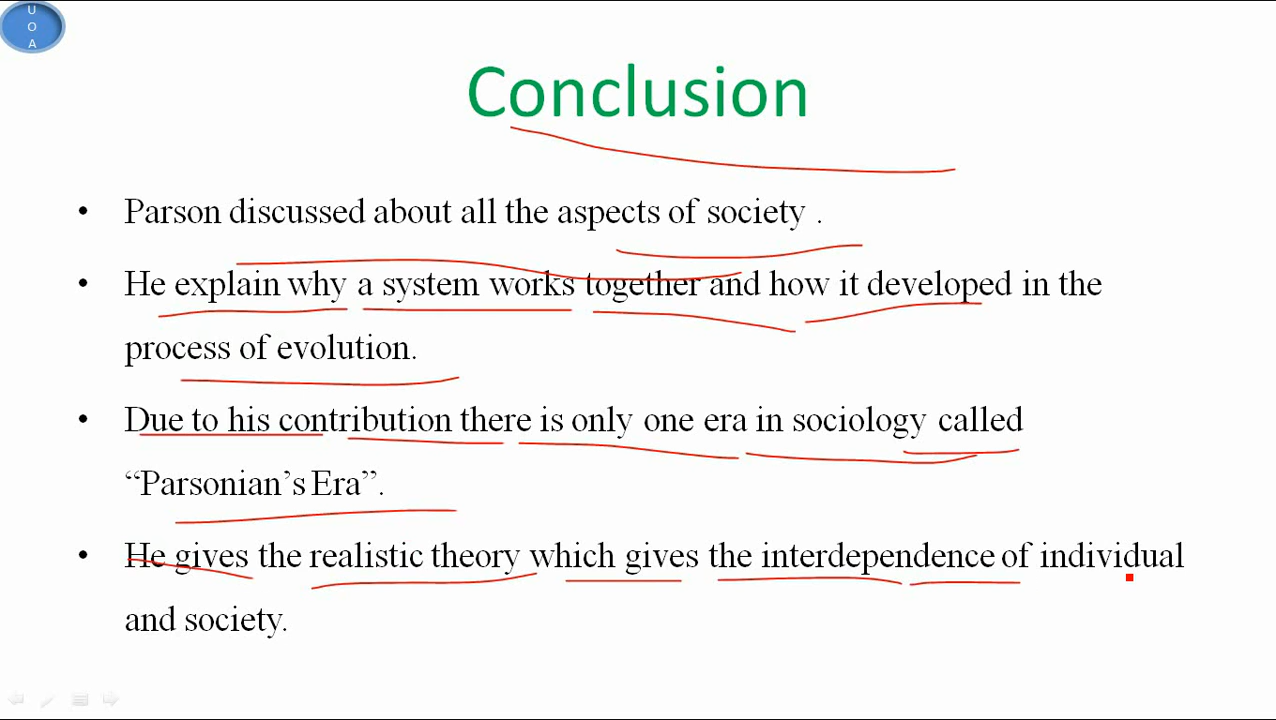 U
O
A
Conclusion
• Parson discussed about all the aspects of society .
• He explain why a system works together and how it developed in the
process of evolution.
• Due to his contribution there is only one era in sociology called
“Parsonian’s Era”.
• He gives the realistic theory which gives the interdependence of individual
and society.